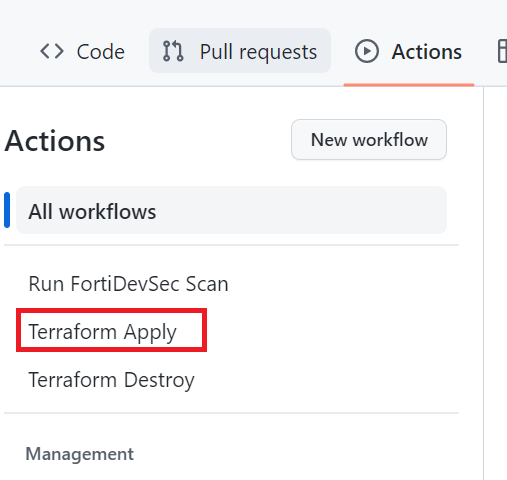 Code Pull requests Actions
Actions New workflow
All workflows
Run FortiDevSec Scan
Terraform Apply
Terraform Destroy
Management